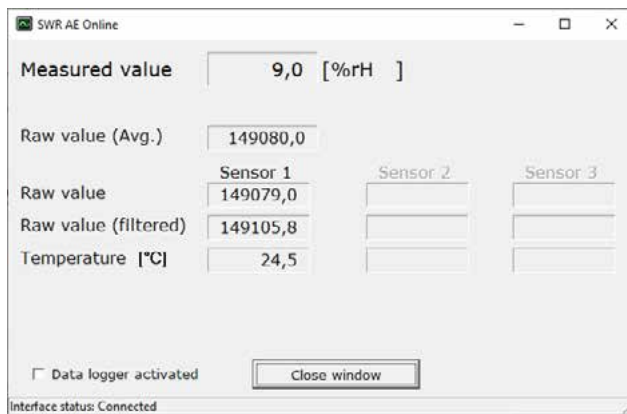 SWR AE Online
Measured value 9,0 [%rH ]
Raw value (Avg.) 149080,0
Sensor 1 Sensor 2 Sensor 3
Raw value 149079,0
Raw value (filtered) 149105,8
Temperature [°C] 24,5
Data logger activated Close window
Interface status: Connected